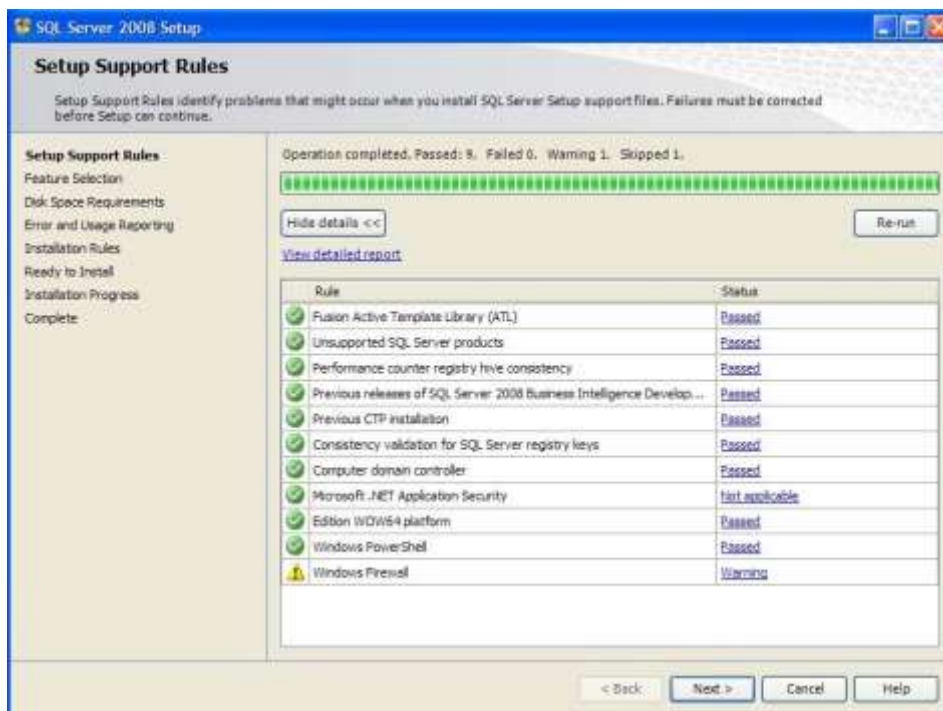 SQL Server 2008 Setup
Setup Support Rules
Setup Support Rules identify problems that might occur when you install SQL Server Setup support files. Failures must be corrected
before Setup can continue.
Setup Support Rules
Feature Selection
Disk Space Requirements
Error and Usage Reporting
Installation Rules
Ready to Install
Installation Progress
Complete
Operation completed. Passed: 9. Failed 0. Warning 1. Skipped 1.
Hide details <<
Re-run
View detailed report
Rule Status
Fusion Active Template Library (ATL) Passed
Unsupported SQL Server products Passed
Performance counter registry hive consistency Passed
Previous releases of SQL Server 2008 Business Intelligence Develop... Passed
Previous CTP installation Passed
Consistency validation for SQL Server registry keys Passed
Computer domain controller Passed
Microsoft .NET Application Security Not applicable
Edition WOW64 platform Passed
Windows PowerShell Passed
Windows Firewall Warning
< Back Next > Cancel Help